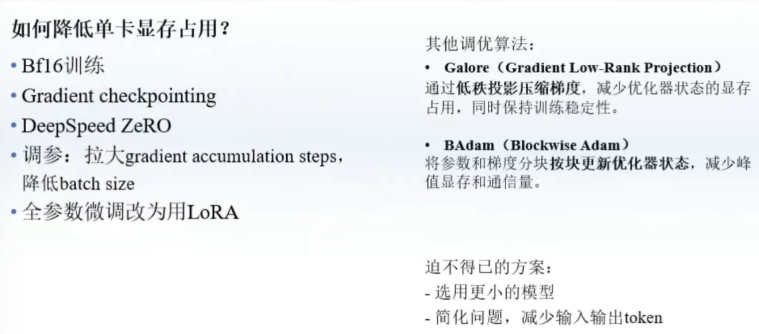 如何降低单卡显存占用？
• Bf16训练
• Gradient checkpointing
• DeepSpeed ZeRO
• 调参：拉大gradient accumulation steps，
降低batch size
• 全参数微调改为用LoRA
其他调优算法：
• Galore（Gradient Low-Rank Projection）
通过低秩投影压缩梯度，减少优化器状态的显存
占用，同时保持训练稳定性。
• BAdam（Blockwise Adam）
将参数和梯度分块按块更新优化器状态，减少峰
值显存和通信量。
迫不得已的方案：
- 选用更小的模型
- 简化问题，减少输入输出token